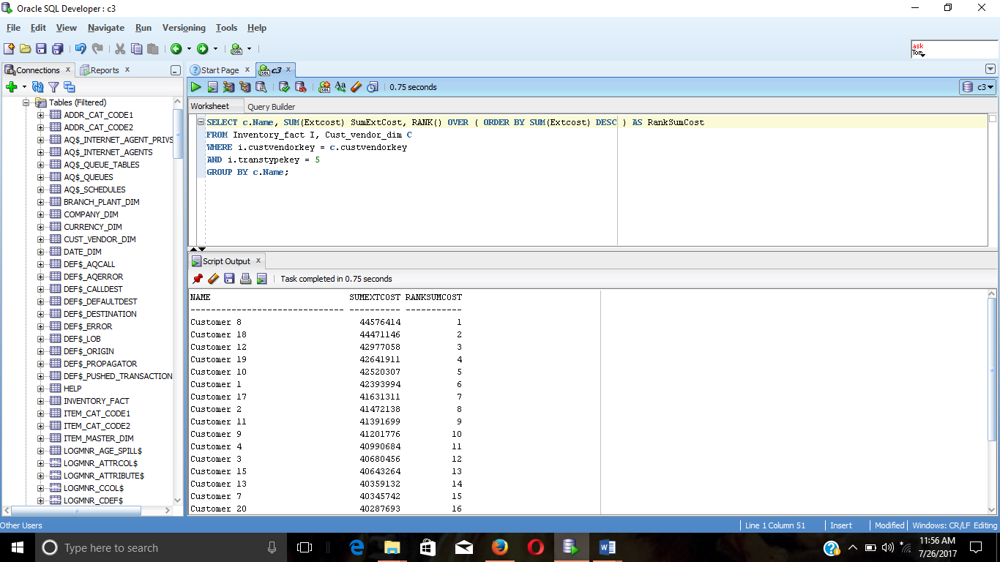 Oracle SQL Developer : c3
File Edit View Navigate Run Versioning Tools Help
ask
Tom
Connections x Reports x
Start Page x c3 x
0.75 seconds
c3
Worksheet Query Builder
Tables (Filtered)
ADDR_CAT_CODE1
ADDR_CAT_CODE2
AQ$_INTERNET_AGENT_PRIVS
AQ$_INTERNET_AGENTS
AQ$_QUEUE_TABLES
AQ$_QUEUES
AQ$_SCHEDULES
BRANCH_PLANT_DIM
COMPANY_DIM
CURRENCY_DIM
CUST_VENDOR_DIM
DATE_DIM
DEF$_AQCALL
DEF$_AQERROR
DEF$_CALLDEST
DEF$_DEFAULTDEST
DEF$_DESTINATION
DEF$_ERROR
DEF$_LOB
DEF$_ORIGIN
DEF$_PROPAGATOR
DEF$_PUSHED_TRANSACTION
HELP
INVENTORY_FACT
ITEM_CAT_CODE1
ITEM_CAT_CODE2
ITEM_MASTER_DIM
LOGMNR_AGE_SPILL$
LOGMNR_ATTRCOL$
LOGMNR_ATTRIBUTE$
LOGMNR_CCOL$
LOGMNR_CDEF$
SELECT c.Name, SUM(Extcost) SumExtCost, RANK() OVER ( ORDER BY SUM(Extcost) DESC ) AS RankSumCost
FROM Inventory_fact I, Cust_vendor_dim C
WHERE i.custvendorkey = c.custvendorkey
AND i.transtypekey = 5
GROUP BY c.Name;
Script Output x
Task completed in 0.75 seconds
NAME SUMEXTCOST RANKSUMCOST
------------------------------ ---------- -----------
Customer 8 44576414 1
Customer 18 44471146 2
Customer 12 42977058 3
Customer 19 42641911 4
Customer 10 42520307 5
Customer 1 42393994 6
Customer 17 41631311 7
Customer 2 41472138 8
Customer 11 41391699 9
Customer 9 41201776 10
Customer 4 40990684 11
Customer 3 40680456 12
Customer 15 40643264 13
Customer 13 40359132 14
Customer 7 40345742 15
Customer 20 40287693 16
Other Users
Line 1 Column 51 Insert Modified Windows: CR/LF Editing
Type here to search
11:56 AM
7/26/2017